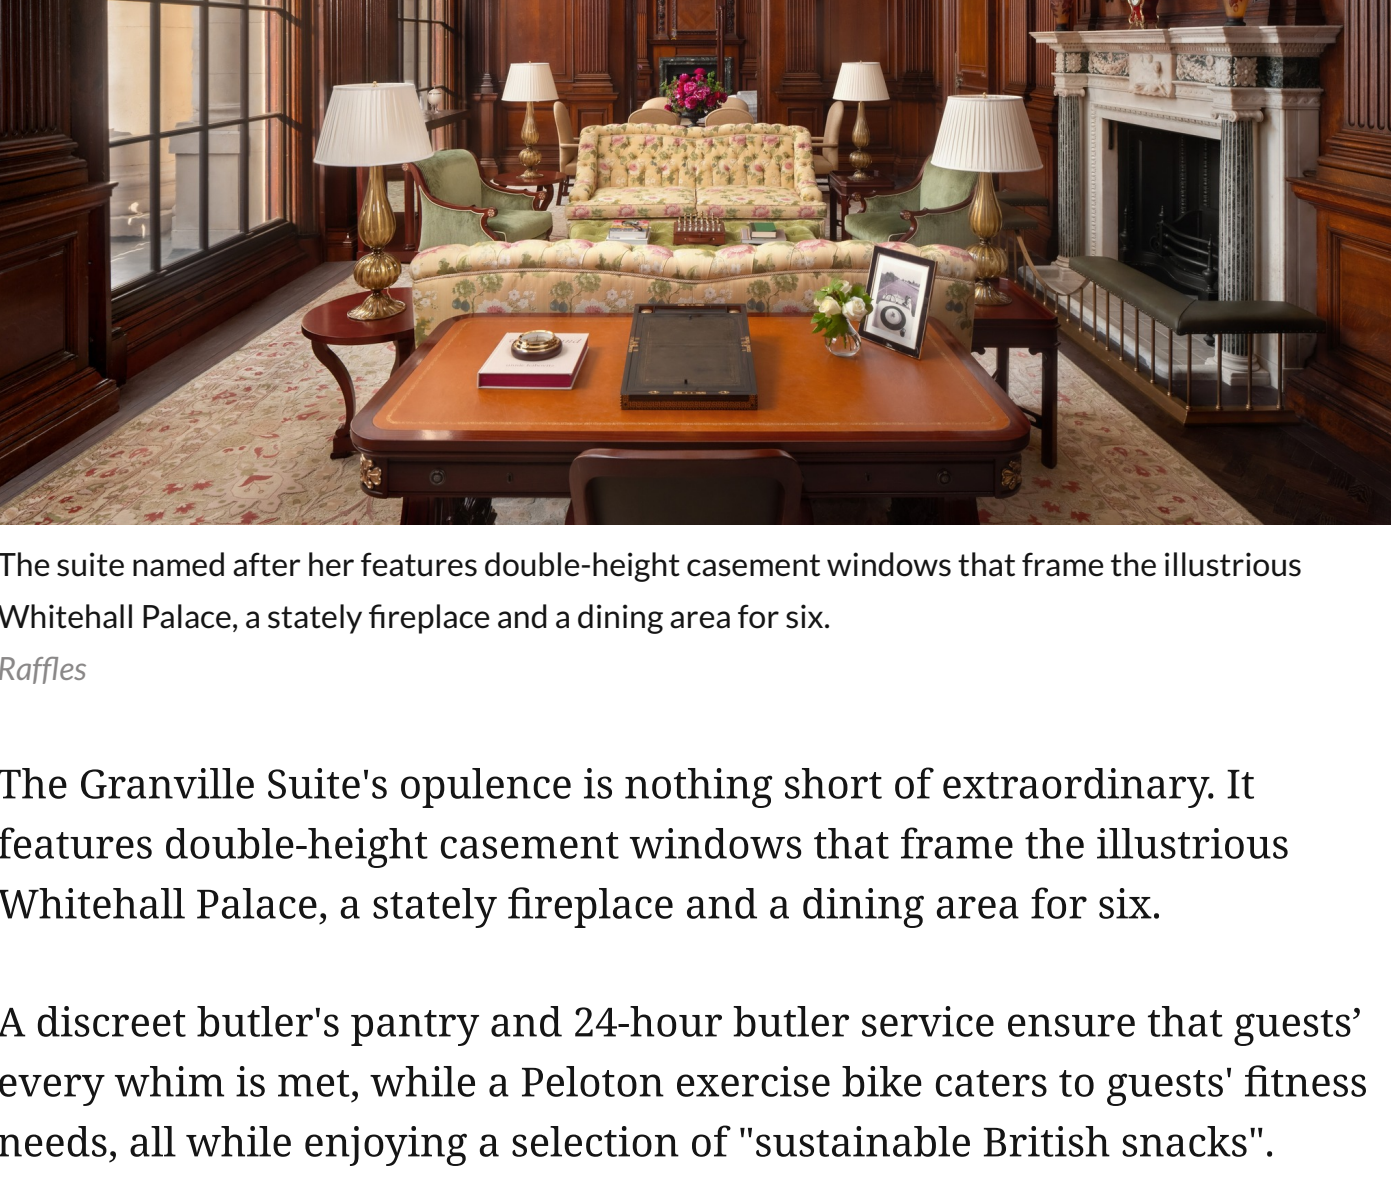 The suite named after her features double-height casement windows that frame the illustrious
Whitehall Palace, a stately fireplace and a dining area for six.
Raffles
The Granville Suite's opulence is nothing short of extraordinary. It
features double-height casement windows that frame the illustrious
Whitehall Palace, a stately fireplace and a dining area for six.
A discreet butler's pantry and 24-hour butler service ensure that guests’
every whim is met, while a Peloton exercise bike caters to guests' fitness
needs, all while enjoying a selection of "sustainable British snacks".